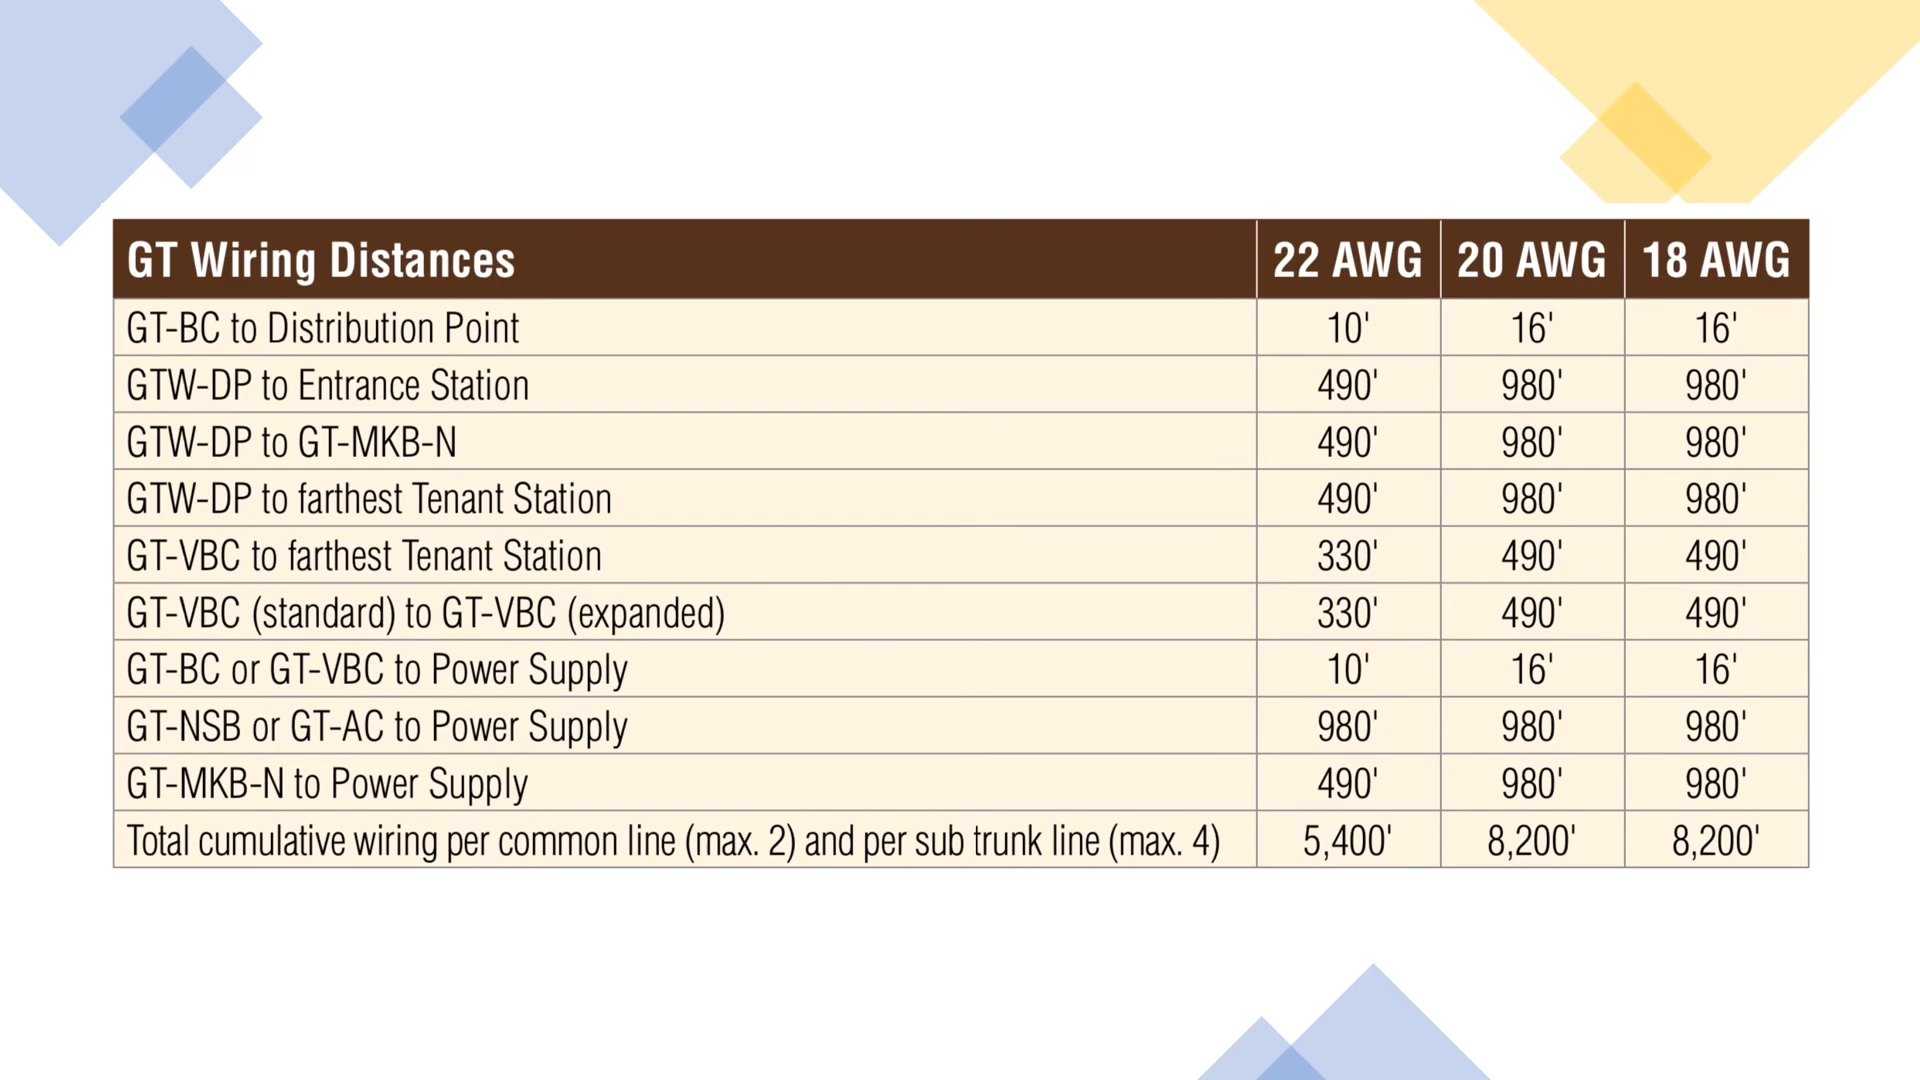 GT Wiring Distances 22 AWG 20 AWG 18 AWG
GT-BC to Distribution Point 10' 16' 16'
GTW-DP to Entrance Station 490' 980' 980'
GTW-DP to GT-MKB-N 490' 980' 980'
GTW-DP to farthest Tenant Station 490' 980' 980'
GT-VBC to farthest Tenant Station 330' 490' 490'
GT-VBC (standard) to GT-VBC (expanded) 330' 490' 490'
GT-BC or GT-VBC to Power Supply 10' 16' 16'
GT-NSB or GT-AC to Power Supply 980' 980' 980'
GT-MKB-N to Power Supply 490' 980' 980'
Total cumulative wiring per common line (max. 2) and per sub trunk line (max. 4) 5,400' 8,200' 8,200'